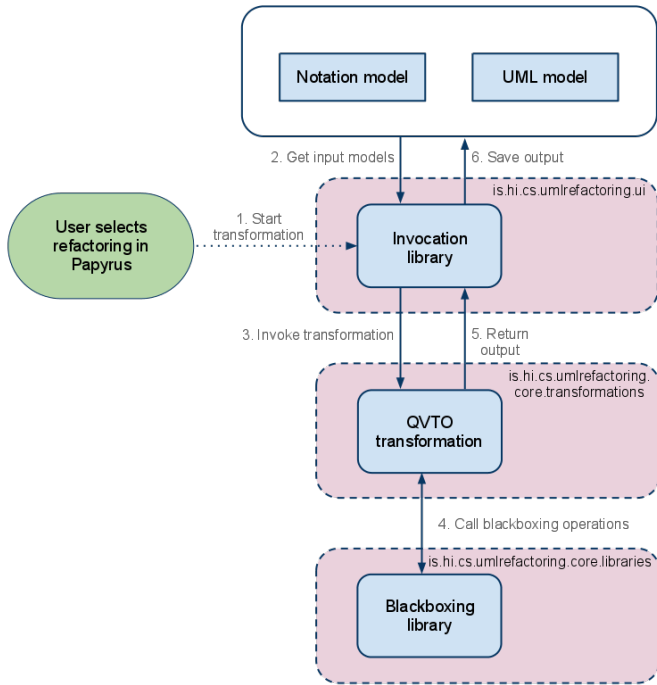 Notation model
UML model
2. Get input models
6. Save output
is.hi.cs.umlrefactoring.ui
User selects
refactoring in
Papyrus
1. Start
transformation
Invocation
library
3. Invoke transformation
5. Return
output
is.hi.cs.umlrefactoring.
core.transformations
QVTO
transformation
4. Call blackboxing operations
is.hi.cs.umlrefactoring.core.libraries
Blackboxing
library